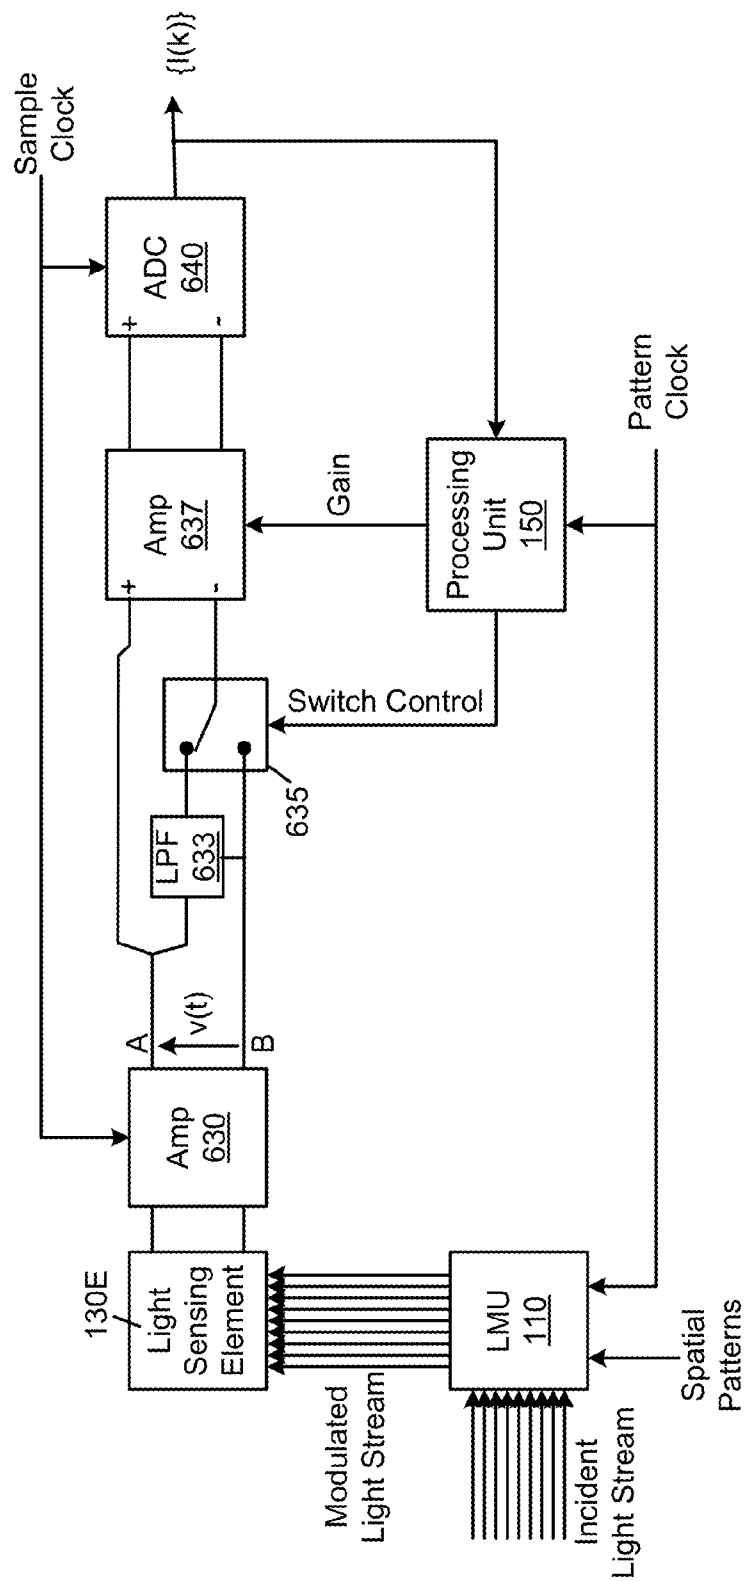 Sample
Clock
{I(k)}
130E
Light
Sensing
Element
Amp
630
A
v(t)
B
LPF
633
635
+
-
Amp
637
+
-
ADC
640
Modulated
Light Stream
Switch Control
Gain
Incident
Light Stream
LMU
110
Processing
Unit
150
Spatial
Patterns
Pattern
Clock